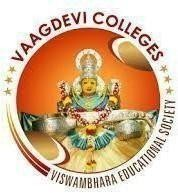 VAAGDEVI COLLEGES
VISWAMBHARA EDUCATIONAL SOCIETY